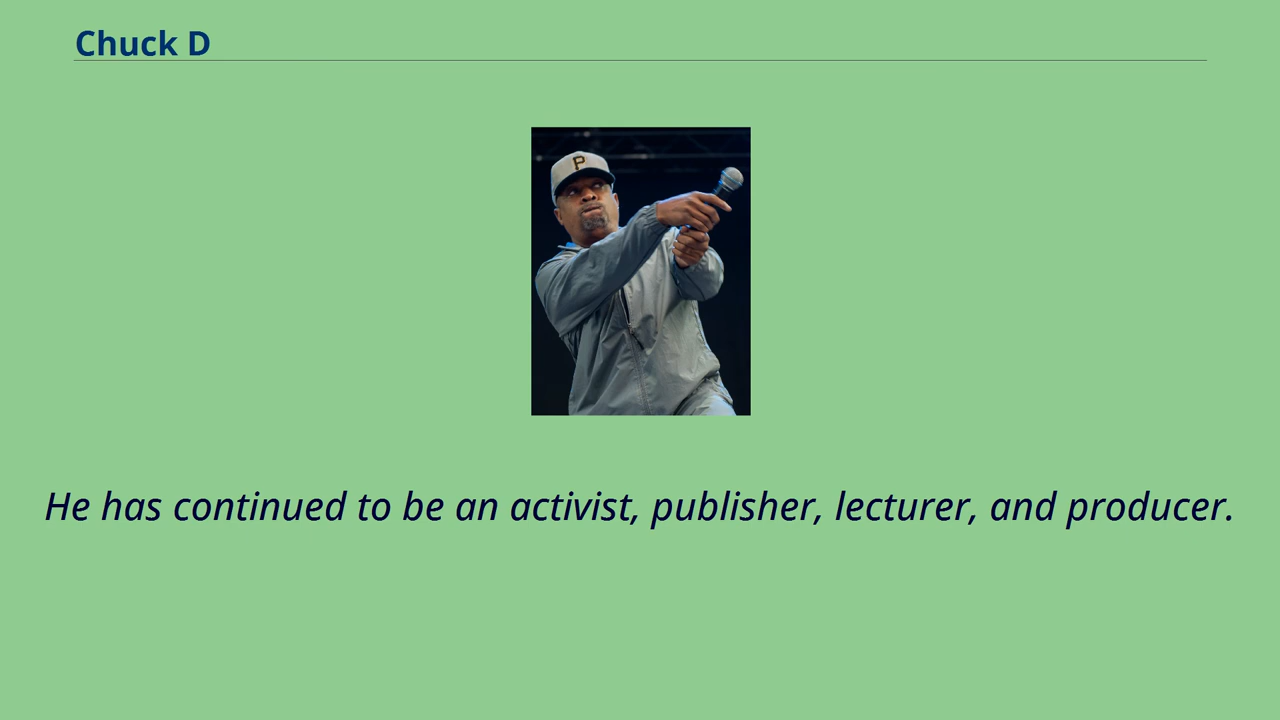 Chuck D
P
He has continued to be an activist, publisher, lecturer, and producer.